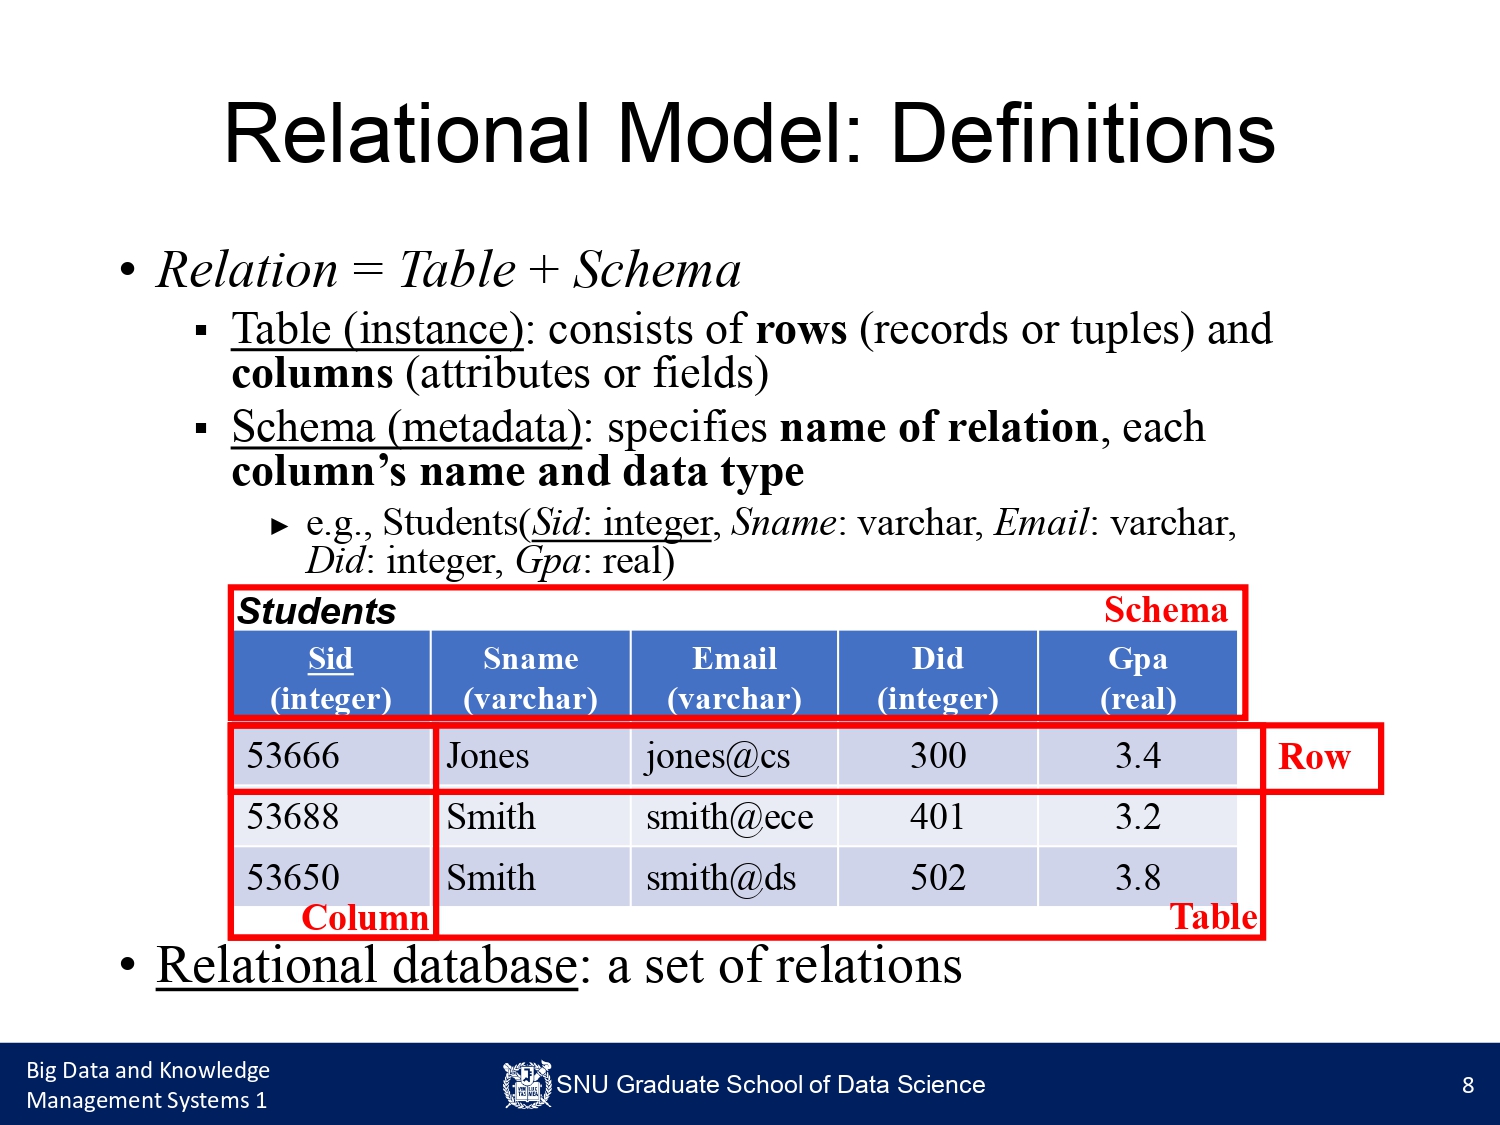 Relational Model: Definitions
• Relation = Table + Schema
▪ Table (instance): consists of rows (records or tuples) and
columns (attributes or fields)
▪ Schema (metadata): specifies name of relation, each
column’s name and data type
► e.g., Students(Sid: integer, Sname: varchar, Email: varchar,
Did: integer, Gpa: real)
Students Schema
Sid Sname Email Did Gpa
(integer) (varchar) (varchar) (integer) (real)
53666 Jones jones@cs 300 3.4 Row
53688 Smith smith@ece 401 3.2
53650 Smith smith@ds 502 3.8
Column Table
• Relational database: a set of relations
Big Data and Knowledge
Management Systems 1
SNU Graduate School of Data Science
8